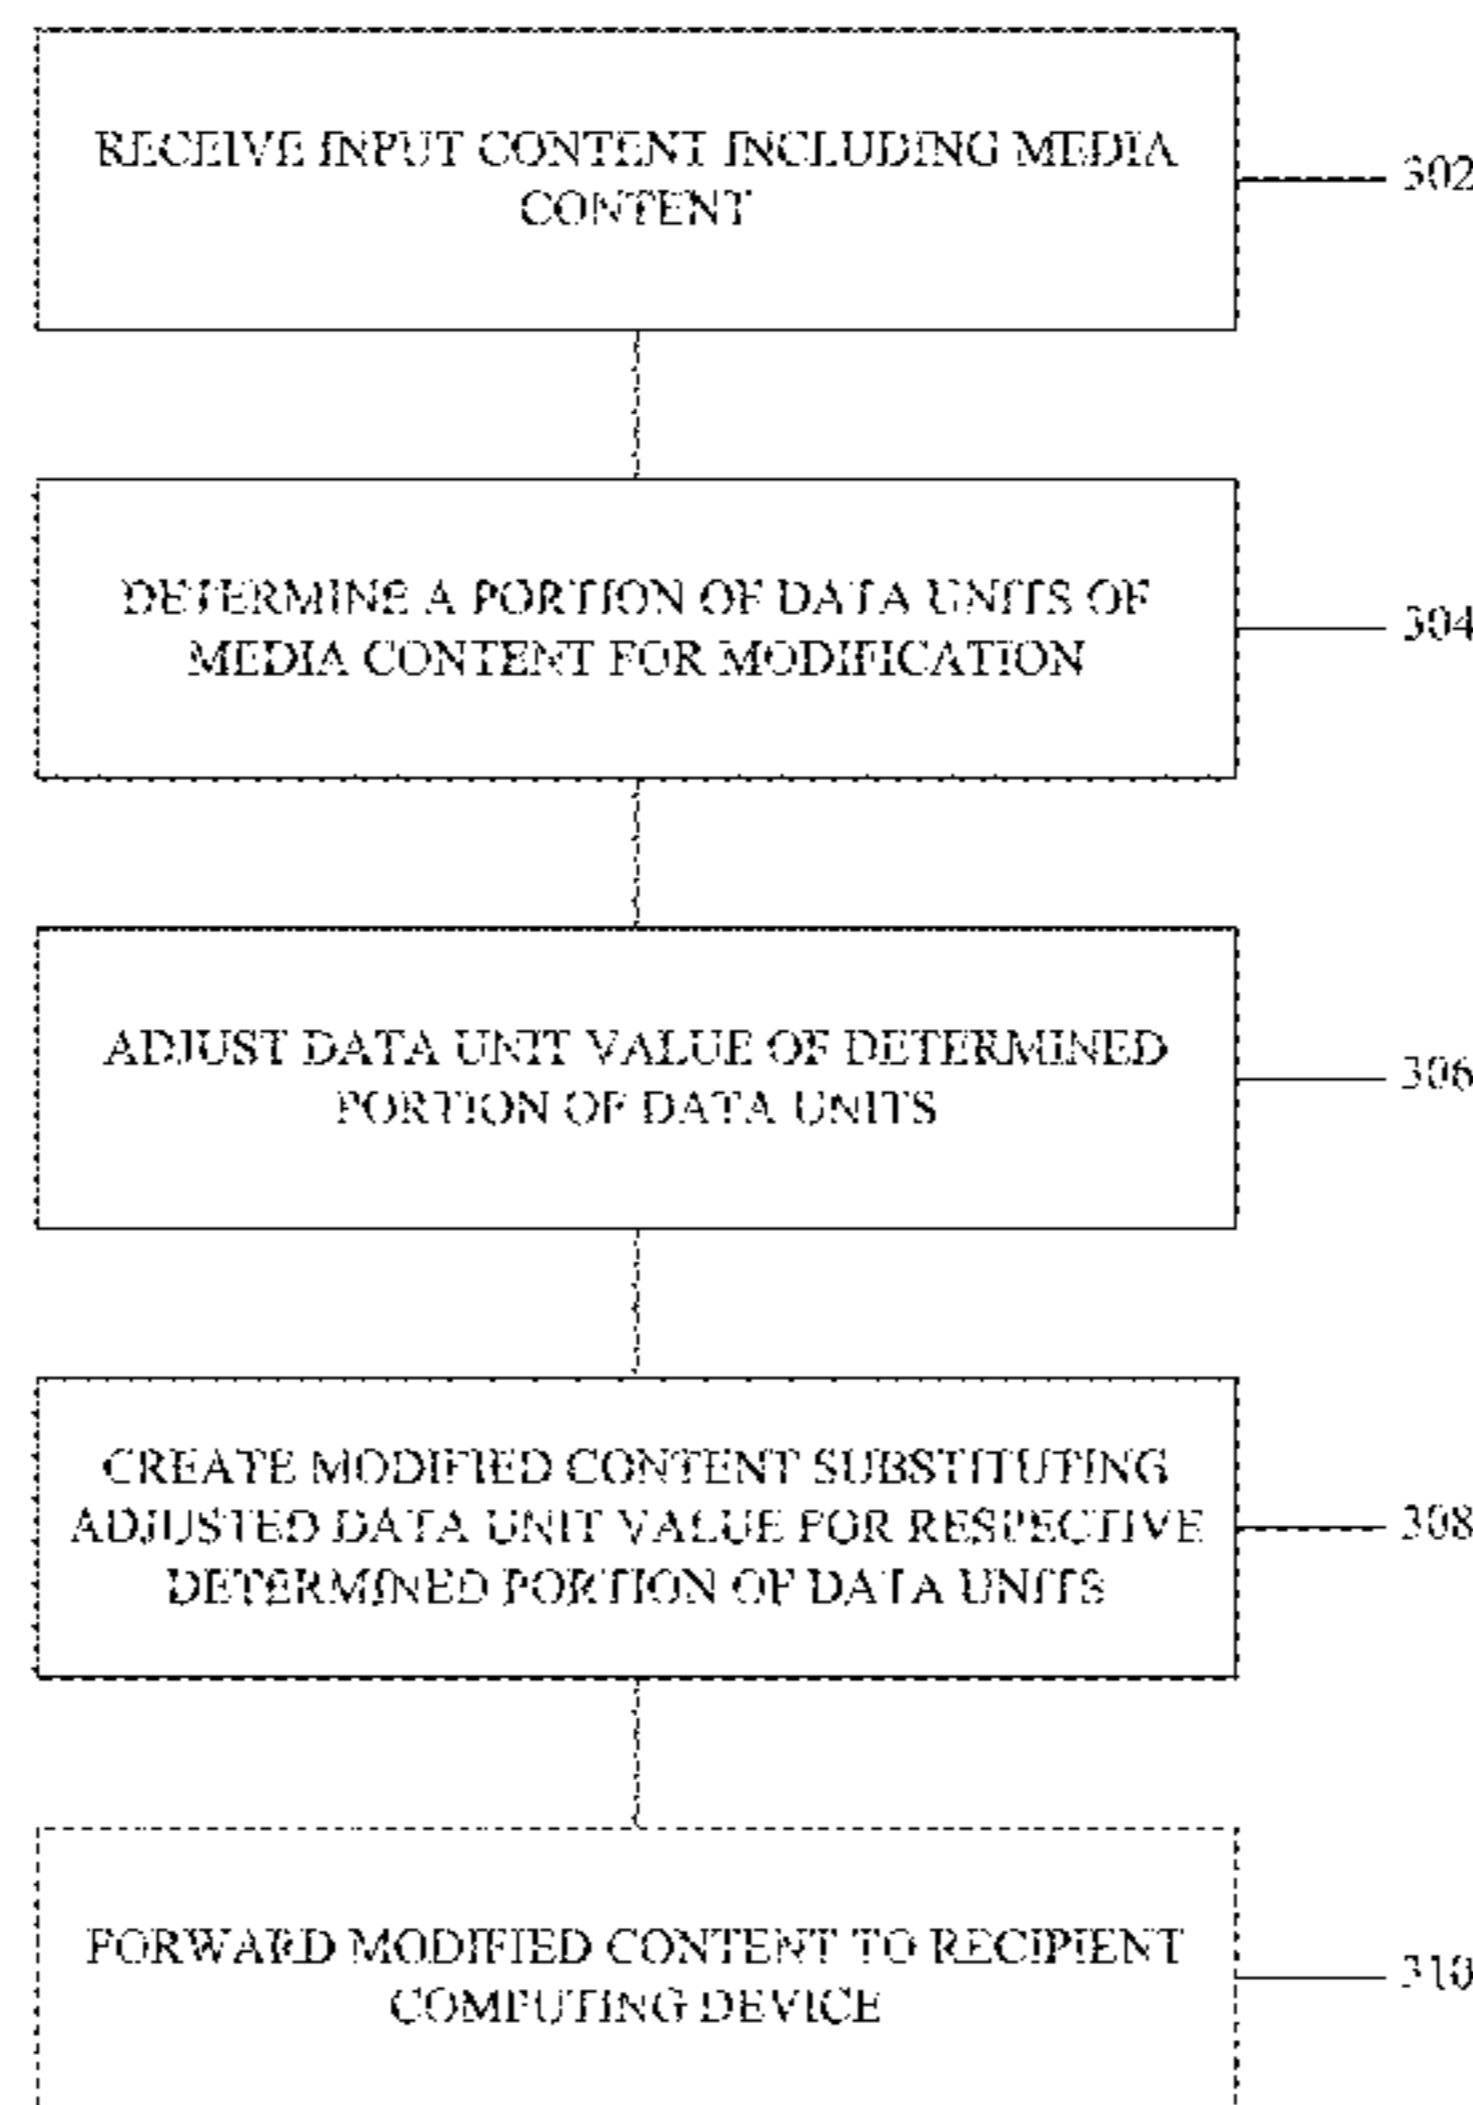 RECEIVE INPUT CONTENT INCLUDING MEDIA
CONTENT
302
DETERMINE A PORTION OF DATA UNITS OF
MEDIA CONTENT FOR MODIFICATION
304
ADJUST DATA UNIT VALUE OF DETERMINED
PORTION OF DATA UNITS
306
CREATE MODIFIED CONTENT SUBSTITUTING
ADJUSTED DATA UNIT VALUE FOR RESPECTIVE
DETERMINED PORTION OF DATA UNITS
308
FORWARD MODIFIED CONTENT TO RECIPIENT
COMPUTING DEVICE
310